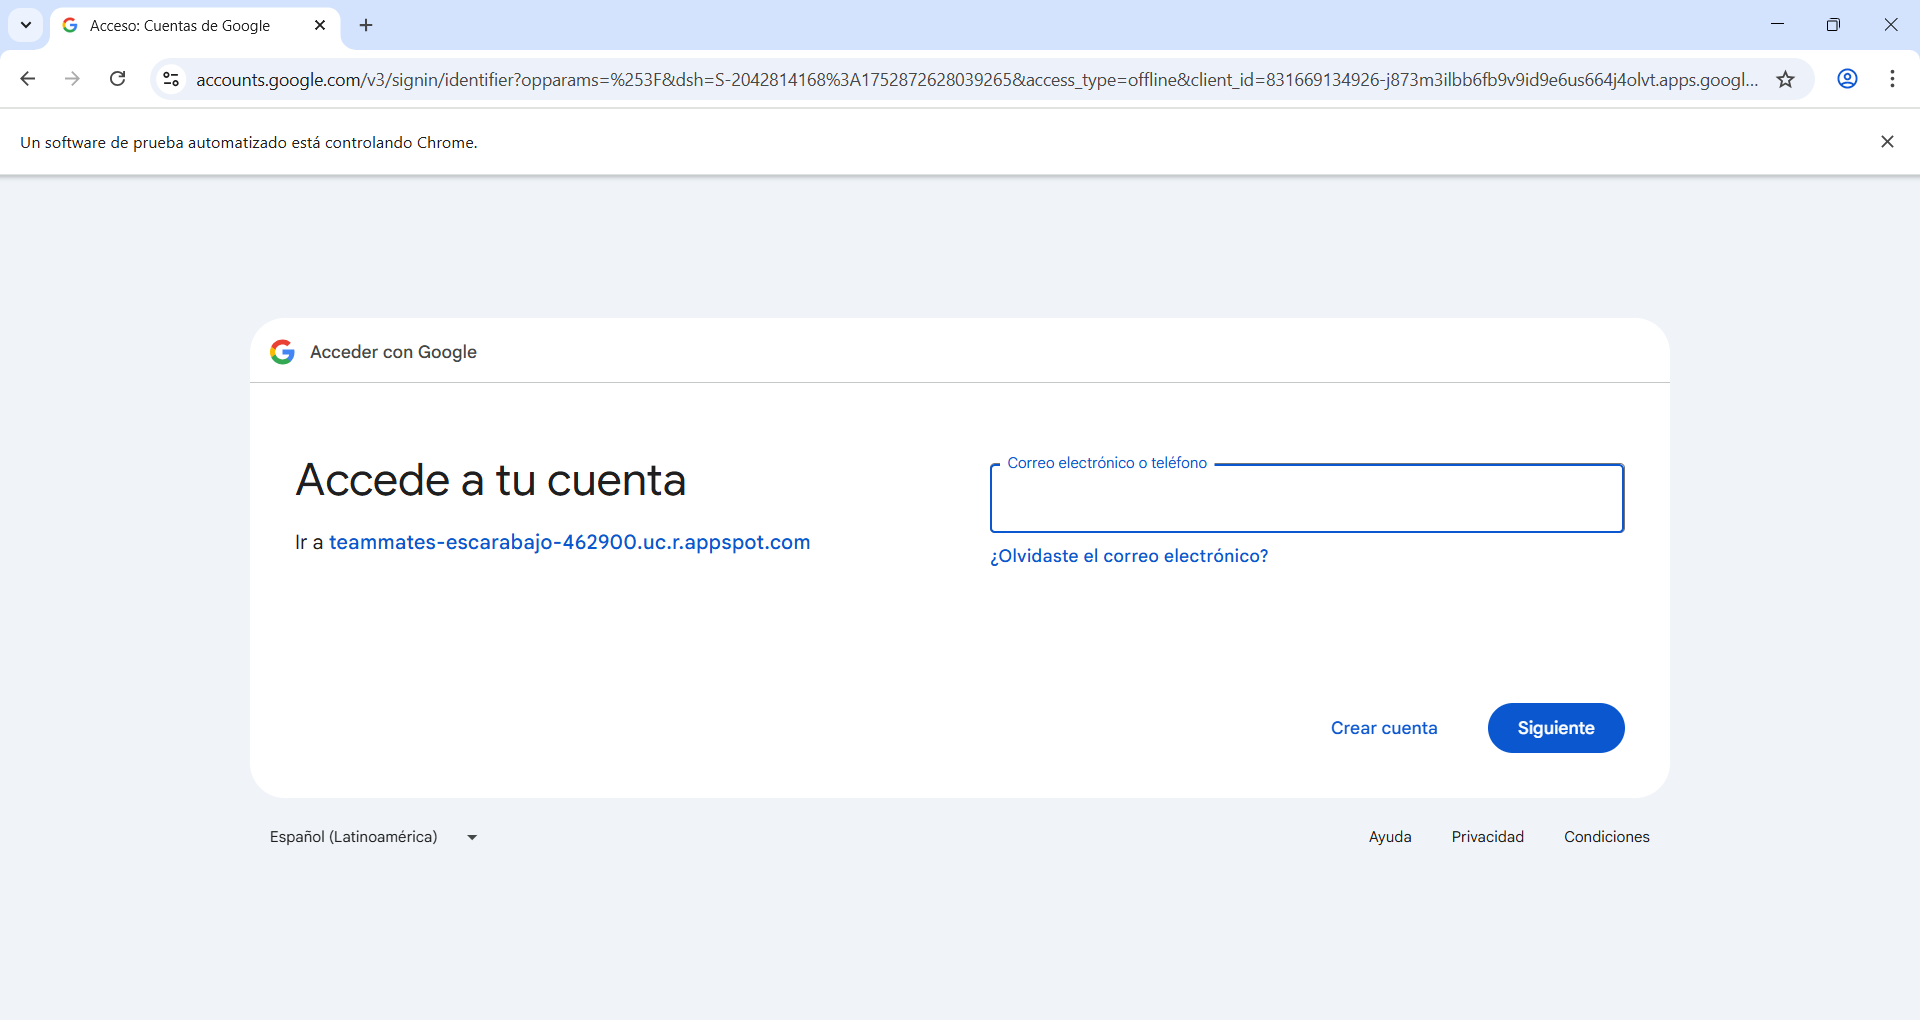 Acceso: Cuentas de Google
accounts.google.com/v3/signin/identifier?opparams=%253F&dsh=S-2042814168%3A1752872628039265&access_type=offline&client_id=831669134926-j873m3ilbb6fb9v9id9e6us664j4olvt.apps.googl...
Un software de prueba automatizado está controlando Chrome.
Acceder con Google
Accede a tu cuenta
Ir a teammates-escarabajo-462900.uc.r.appspot.com
Correo electrónico o teléfono
¿Olvidaste el correo electrónico?
Crear cuenta
Siguiente
Español (Latinoamérica)
Ayuda
Privacidad
Condiciones